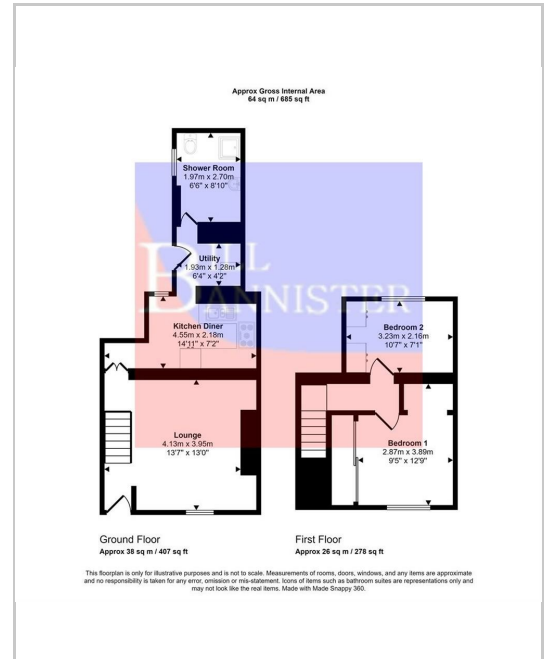 Approx Gross Internal Area
64 sq m / 685 sq ft
Shower Room
1.97m x 2.70m
6'6" x 8'10"
BILL
BANNISTER
Utility
1.93m x 1.28m
6'4" x 4'2"
Kitchen Diner
4.55m x 2.18m
14'11" x 7'2"
Bedroom 2
3.23m x 2.16m
10'7" x 7'1"
Lounge
4.13m x 3.95m
13'7" x 13'0"
Bedroom 1
2.87m x 3.89m
9'5" x 12'9"
Ground Floor
Approx 38 sq m / 407 sq ft
First Floor
Approx 26 sq m / 278 sq ft
This floorplan is only for illustrative purposes and is not to scale. Measurements of rooms, doors, windows, and any items are approximate
and no responsibility is taken for any error, omission or mis-statement. Icons of items such as bathroom suites are representations only and
may not look like the real items. Made with Made Snappy 360.